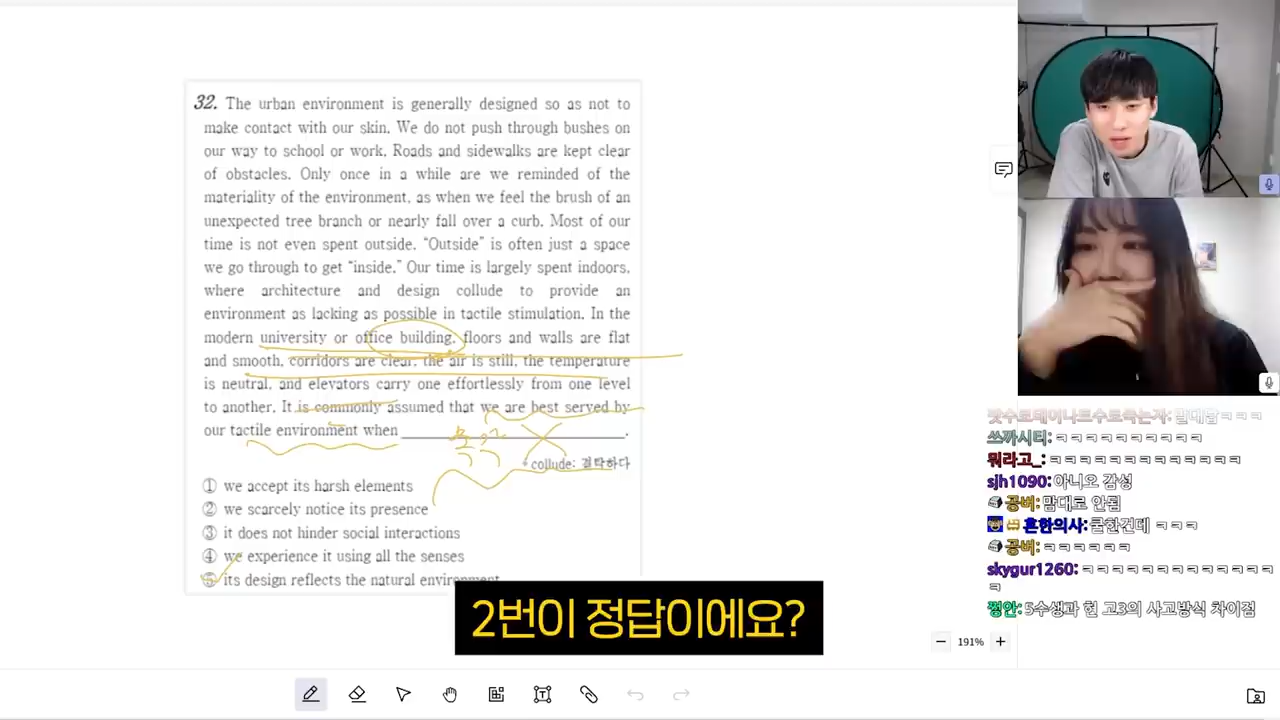 32. The urban environment is generally designed so as not to
make contact with our skin. We do not push through bushes on
our way to school or work. Roads and sidewalks are kept clear
of obstacles. Only once in a while are we reminded of the
materiality of the environment, as when we feel the brush of an
unexpected tree branch or nearly fall over a curb. Most of our
time is not even spent outside. “Outside” is often just a space
we go through to get “inside.” Our time is largely spent indoors,
where architecture and design collude to provide an
environment as lacking as possible in tactile stimulation. In the
modern university or office building, floors and walls are flat
and smooth, corridors are clear, the air is still, the temperature
is neutral, and elevators carry one effortlessly from one level
to another. It is commonly assumed that we are best served by
our tactile environment when ____________.
* collude: 결탁하다
① we accept its harsh elements
② we scarcely notice its presence
③ it does not hinder social interactions
④ we experience it using all the senses
⑤ its design reflects the natural environment
2번이 정답이에요?
쓰까시티: ㅋㅋㅋㅋㅋㅋㅋㅋㅋㅋ
뭐라고_: ㅋㅋㅋㅋㅋㅋㅋㅋㅋㅋㅋㅋㅋ
sjh1090: 아니오 감성
공버: 맘대로 안됨
흔한의사: 쿨한건데 ㅋㅋㅋ
공버: ㅋㅋㅋㅋㅋㅋ
skygur1260: ㅋㅋㅋㅋㅋㅋㅋㅋㅋㅋㅋㅋㅋ
ㅋ
평안: 5수생과 현 고3의 사고방식 차이점
191%